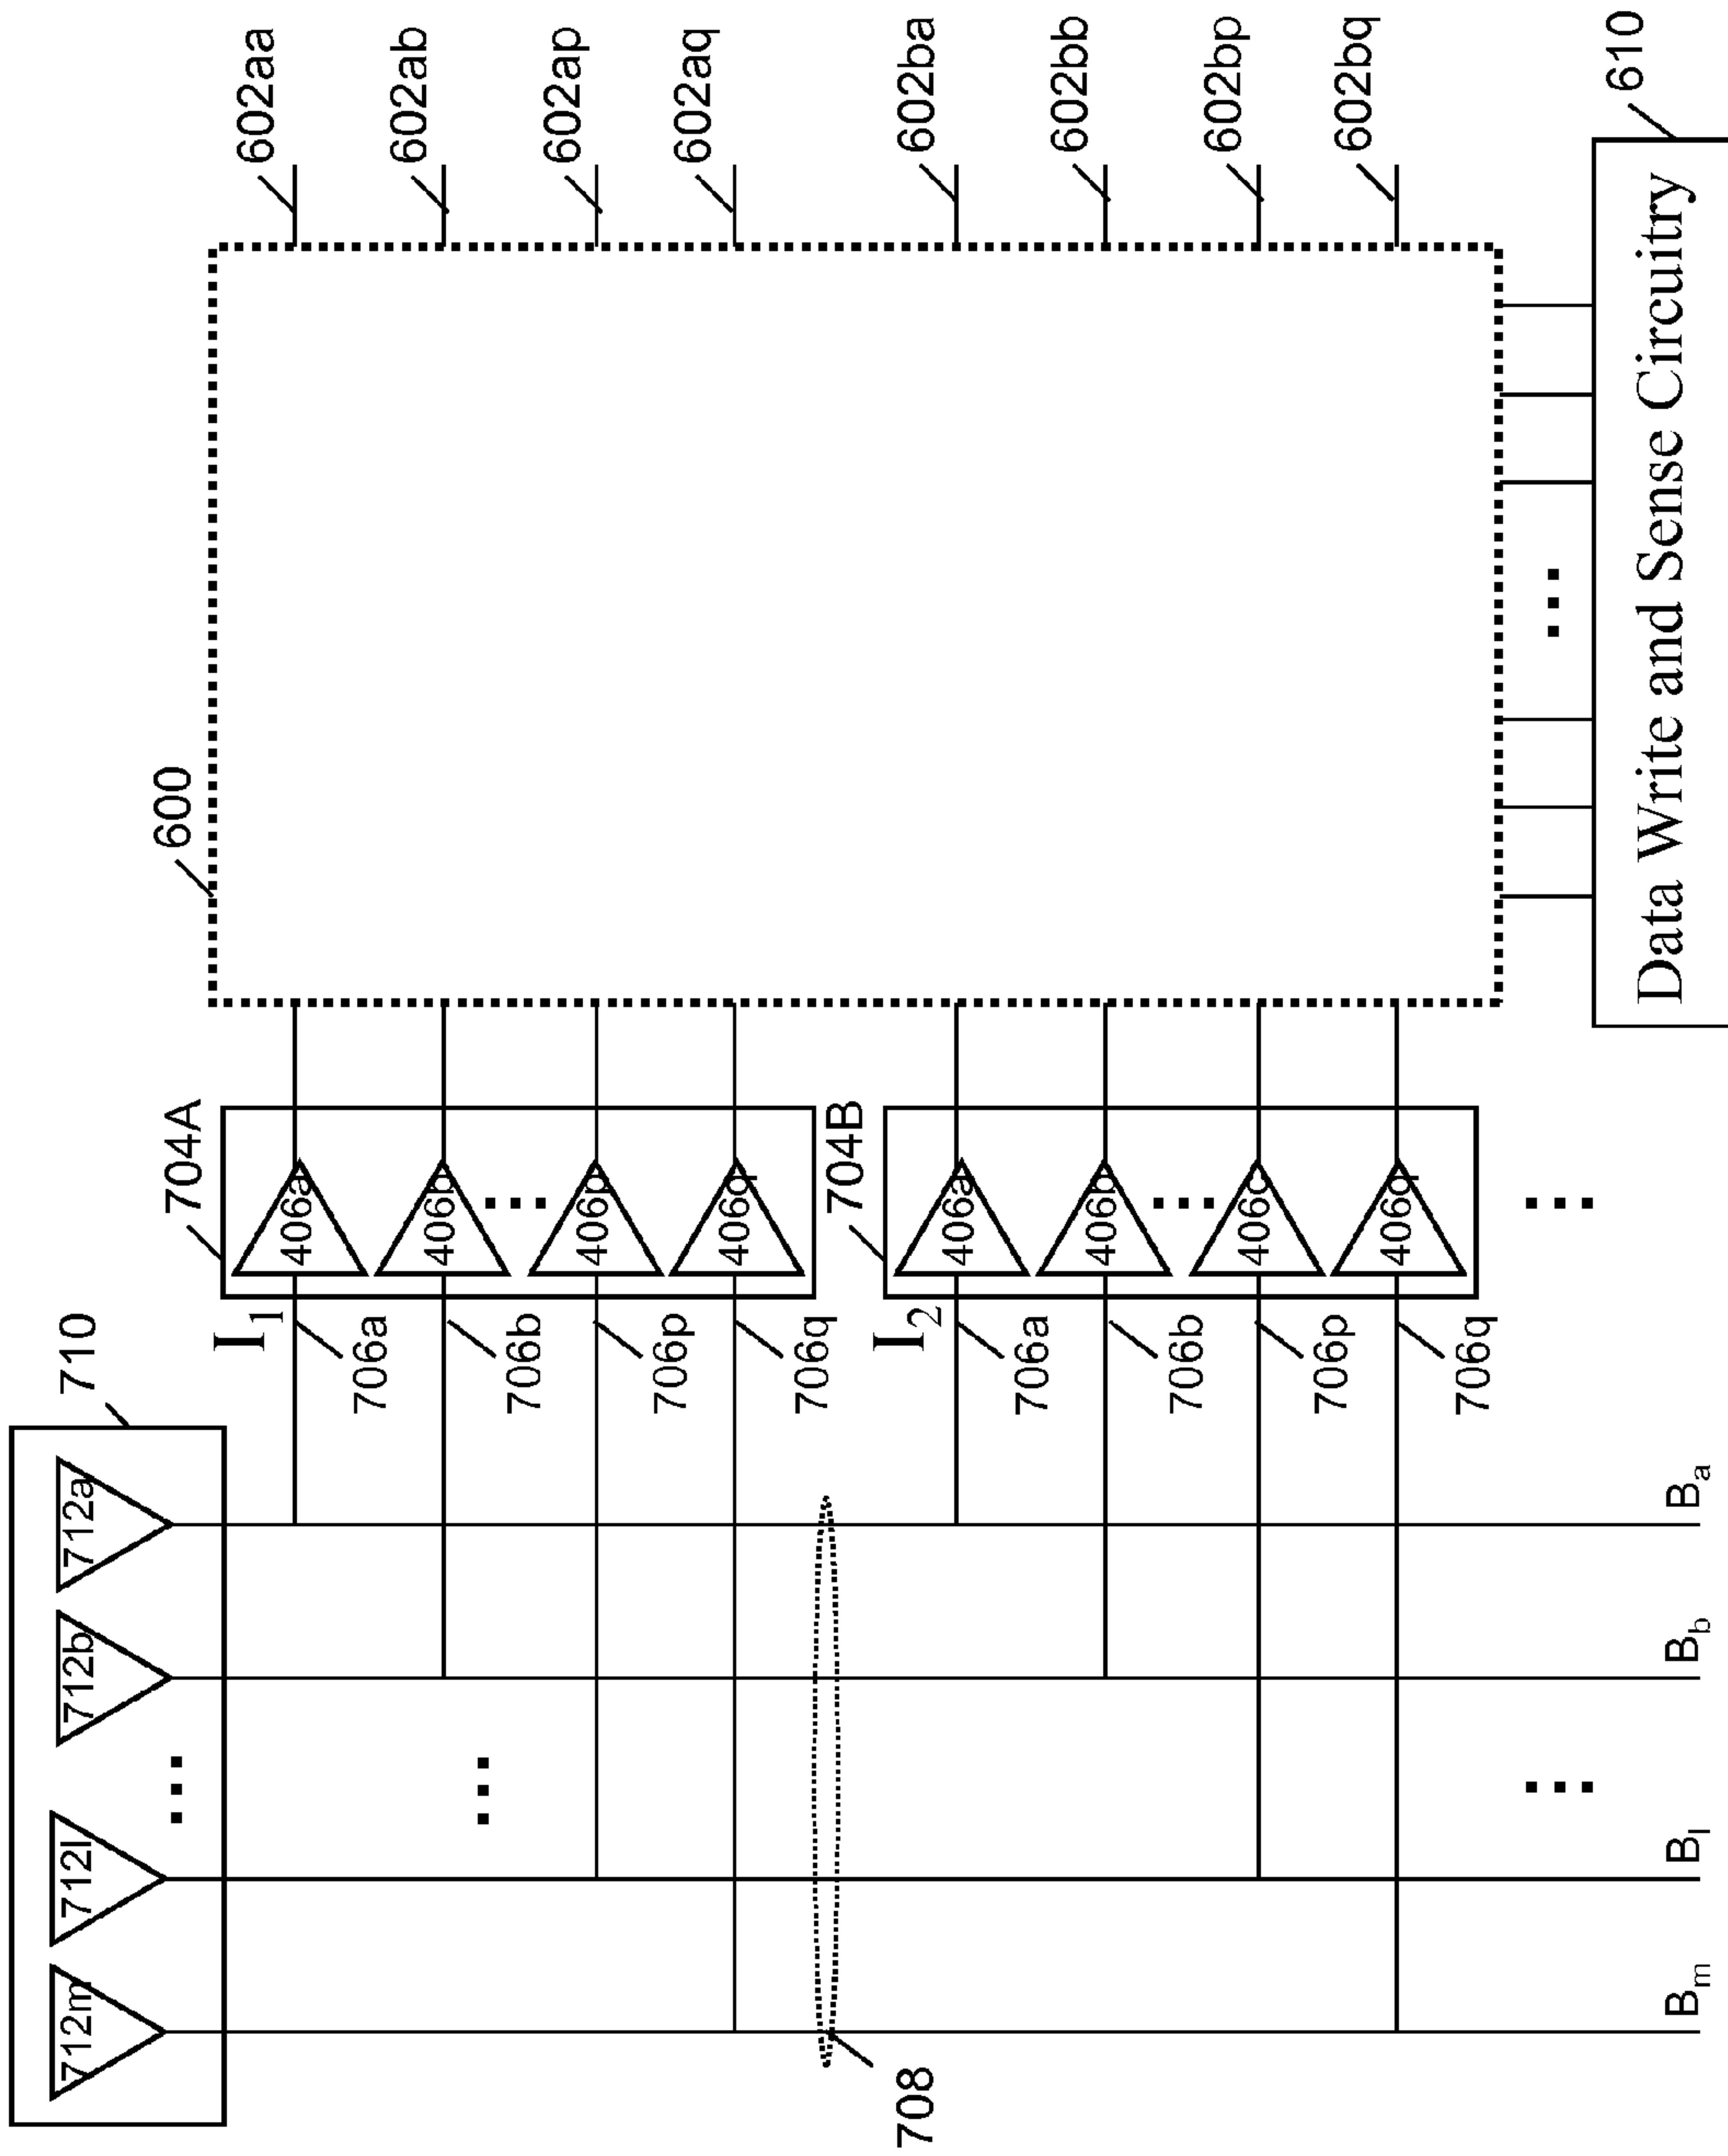 712m
712l
712b
712a
710
704A
600
II1
602aa
406a
706a
602ab
406b
706b
602ap
406p
706p
602aq
406q
706q
704B
708
II2
602ba
406a
706a
602bb
406b
706b
602bp
406c
706p
602bq
406q
706q
610
Data Write and Sense Circuitry
Bm
Bl
Bb
Ba